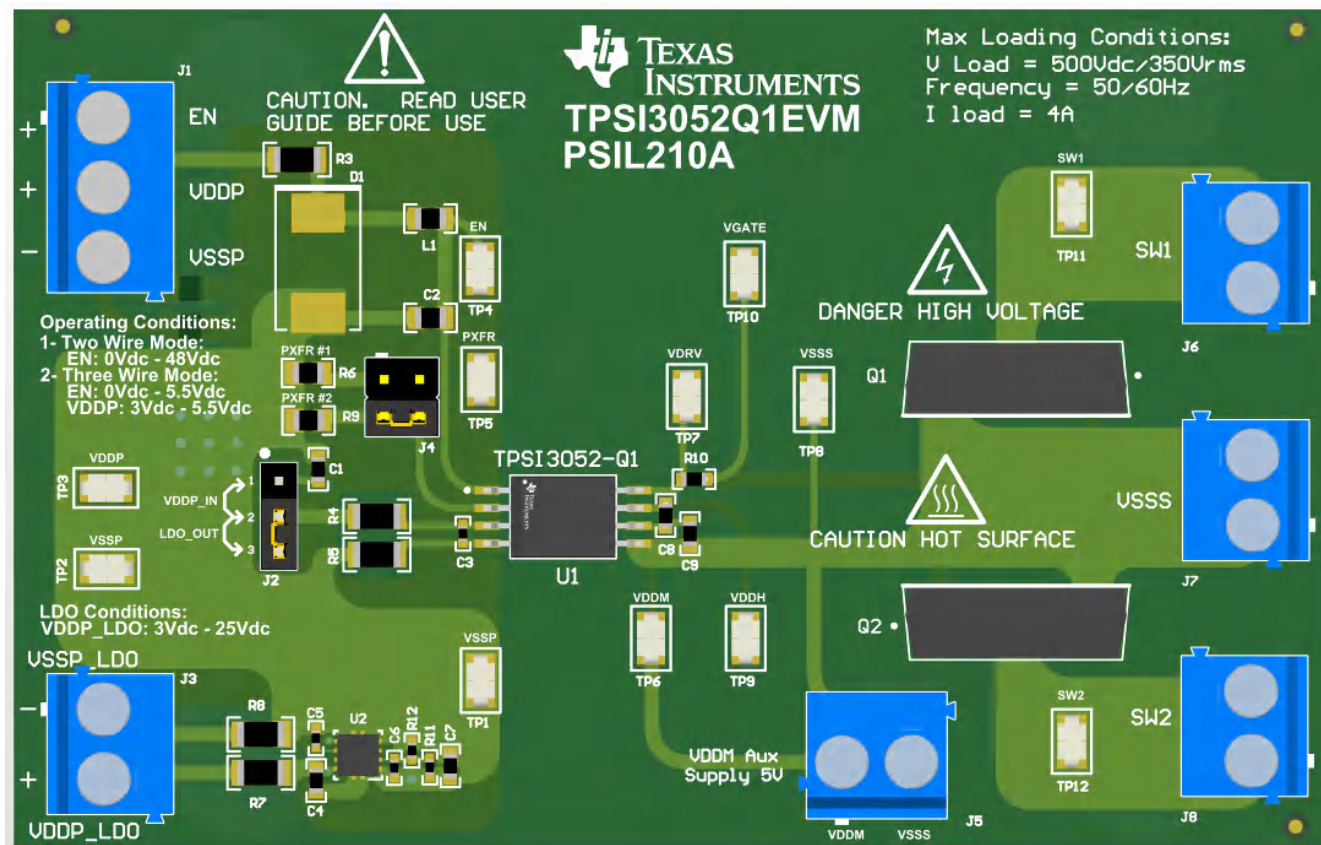 TEXAS
INSTRUMENTS
TPSI3052Q1EVM
PSIL210A
CAUTION. READ USER
GUIDE BEFORE USE
Max Loading Conditions:
V Load = 500Vdc/350Vrms
Frequency = 50/60Hz
I load = 4A
J1
+
EN
+
VDDP
-
VSSP
R3
D1
L1
C2
EN
TP4
PXFR
TP5
Operating Conditions:
1- Two Wire Mode:
EN: 0Vdc - 48Vdc
2- Three Wire Mode:
EN: 0Vdc - 5.5Vdc
VDDP: 3Vdc - 5.5Vdc
PXFR #1
R6
PXFR #2
R9
J4
VDDP
TP3
VSSP
TP2
1
VDDP_IN
2
LDO_OUT
3
J2
C1
R4
R5
C3
TPSI3052-Q1
TEXAS
INSTRUMENTS
U1
VGATE
TP10
VDRV
TP7
VSSS
TP8
R10
C8
C9
VDDM
TP6
VDDH
TP9
SW1
TP11
SW1
J6
DANGER HIGH VOLTAGE
Q1
VSSS
J7
CAUTION HOT SURFACE
Q2
SW2
TP12
SW2
J8
LDO Conditions:
VDDP_LDO: 3Vdc - 25Vdc
VSSP_LDO
J3
-
+
VDDP_LDO
R8
R7
C5
C4
U2
C6
R12
R11
C7
VSSP
TP1
VDDM Aux
Supply 5V
J5
VDDM
VSSS